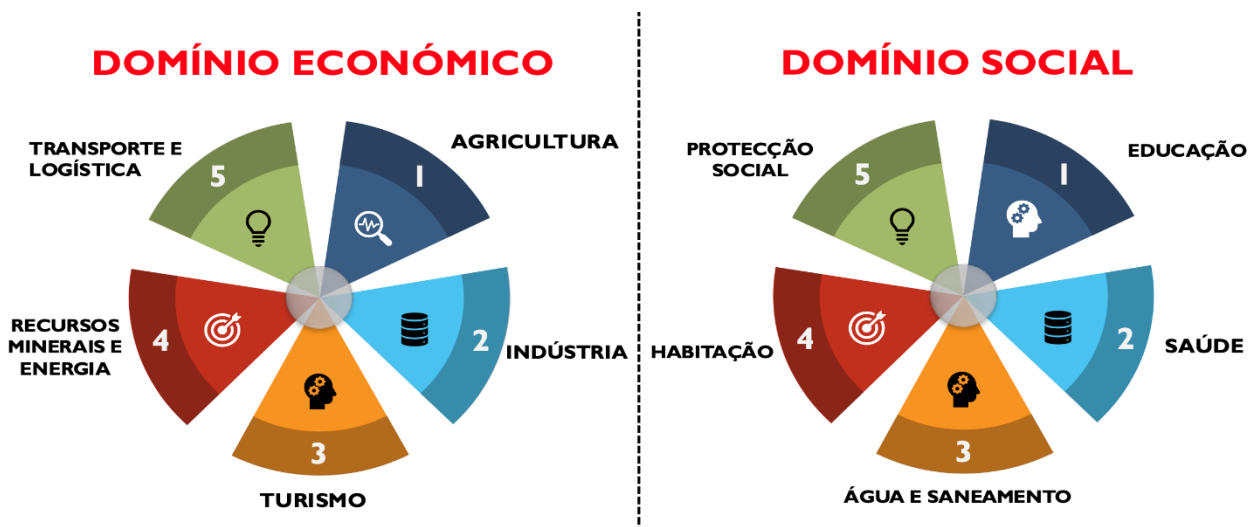 DOMÍNIO ECONÓMICO
TRANSPORTE E
LOGÍSTICA
5
1
AGRICULTURA
RECURSOS
MINERAIS E
ENERGIA
4
2
INDÚSTRIA
3
TURISMO
DOMÍNIO SOCIAL
PROTECÇÃO
SOCIAL
5
1
EDUCAÇÃO
HABITAÇÃO
4
2
SAÚDE
3
ÁGUA E SANEAMENTO